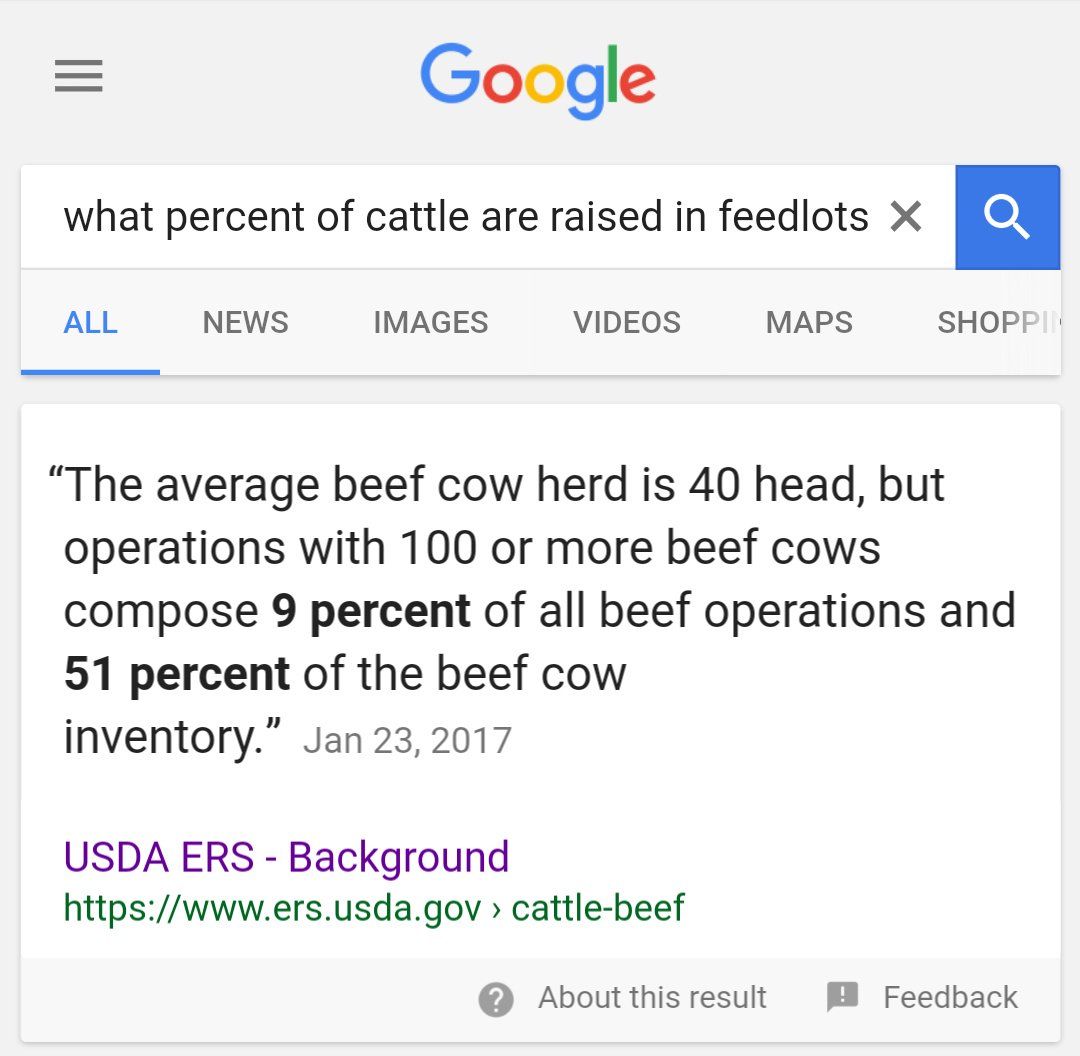 Google
what percent of cattle are raised in feedlots
ALL NEWS IMAGES VIDEOS MAPS SHOPPI
“The average beef cow herd is 40 head, but
operations with 100 or more beef cows
compose 9 percent of all beef operations and
51 percent of the beef cow
inventory.” Jan 23, 2017
USDA ERS - Background
https://www.ers.usda.gov › cattle-beef
About this result Feedback